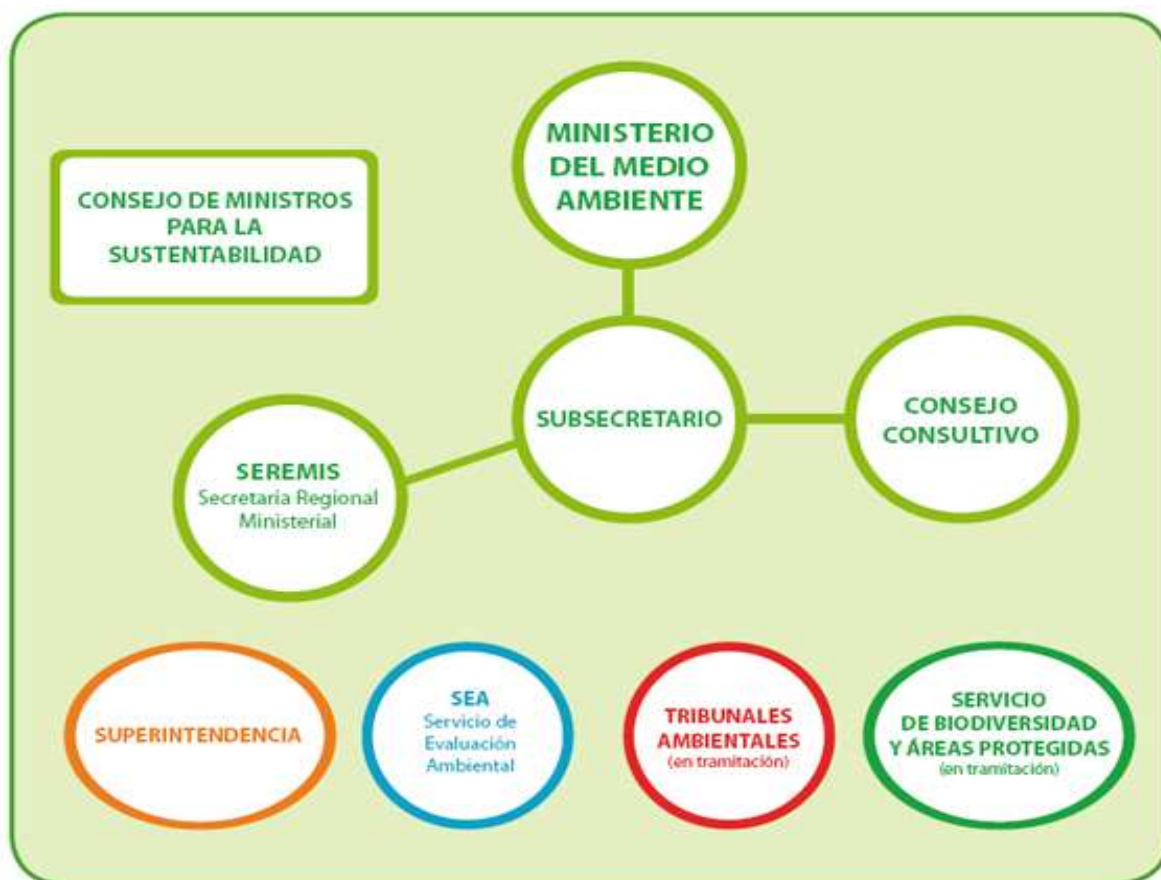 MINISTERIO
DEL MEDIO
AMBIENTE
CONSEJO DE MINISTROS
PARA LA
SUSTENTABILIDAD
SUBSECRETARIO
CONSEJO
CONSULTIVO
SEREMIS
Secretaria Regional
Ministerial
SUPERINTENDENCIA
SEA
Servicio de
Evaluación
Ambiental
TRIBUNALES
AMBIENTALES
(en tramitación)
SERVICIO
DE BIODIVERSIDAD
Y ÁREAS PROTEGIDAS
(en tramitación)